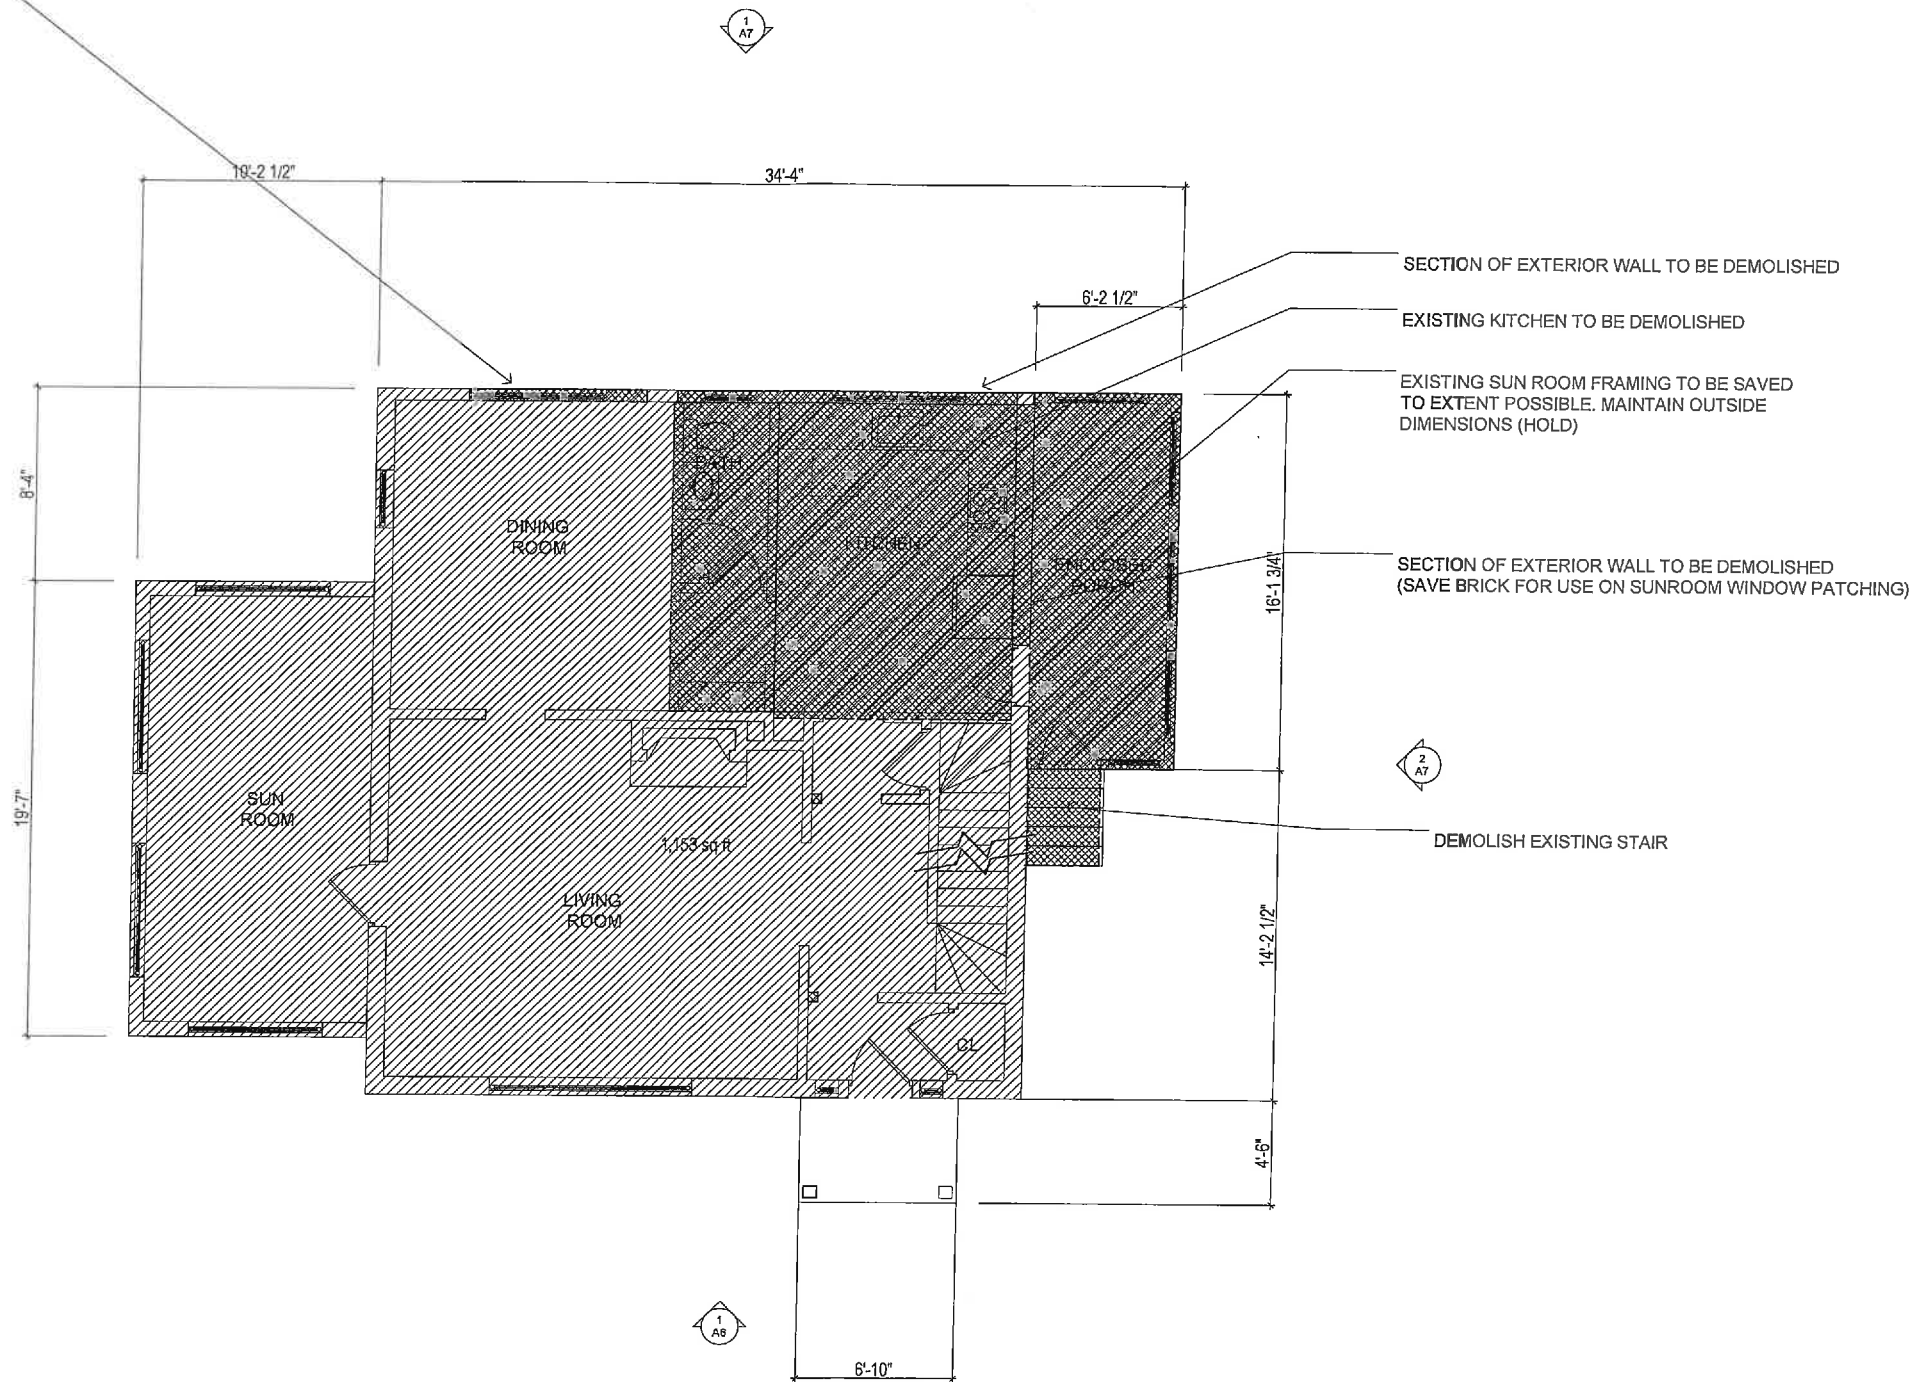 1
A7
10'-2 1/2"
34'-4"
SECTION OF EXTERIOR WALL TO BE DEMOLISHED
6'-2 1/2"
EXISTING KITCHEN TO BE DEMOLISHED
EXISTING SUN ROOM FRAMING TO BE SAVED
TO EXTENT POSSIBLE. MAINTAIN OUTSIDE
DIMENSIONS (HOLD)
8'-4"
BATH
DINING
ROOM
KITCHEN
ENCLOSED
PORCH
16'-1 3/4"
SECTION OF EXTERIOR WALL TO BE DEMOLISHED
(SAVE BRICK FOR USE ON SUNROOM WINDOW PATCHING)
2
A7
19'-7"
SUN
ROOM
1,153 sq ft
DEMOLISH EXISTING STAIR
LIVING
ROOM
14'-2 1/2"
CL
4'-6"
1
A6
6'-10"